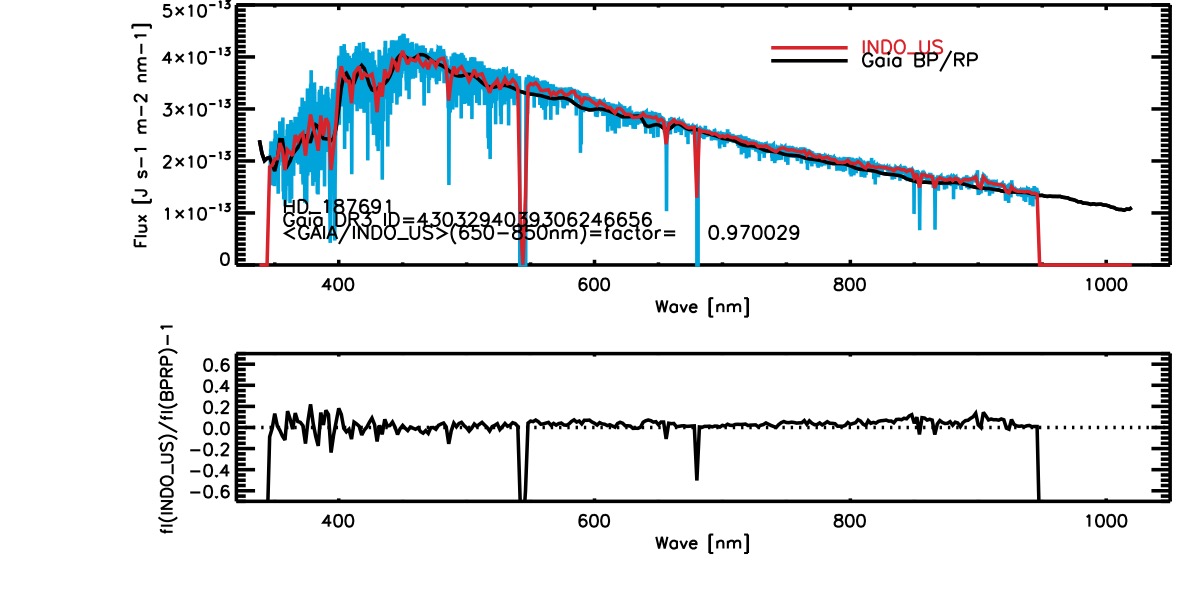 5×10−13
4×10−13
3×10−13
2×10−13
1×10−13
0
Flux [J s−1 m−2 nm−1]
INDO_US
Gaia BP/RP
HD_187691
Gaia DR3 ID=4303294039306246656
<GAIA/INDO_US>(650−850nm)=factor= 0.970029
400 600 800 1000
Wave [nm]
fl(INDO_US)/fl(BPRP)−1
0.6
0.4
0.2
0.0
−0.2
−0.4
−0.6
400 600 800 1000
Wave [nm]